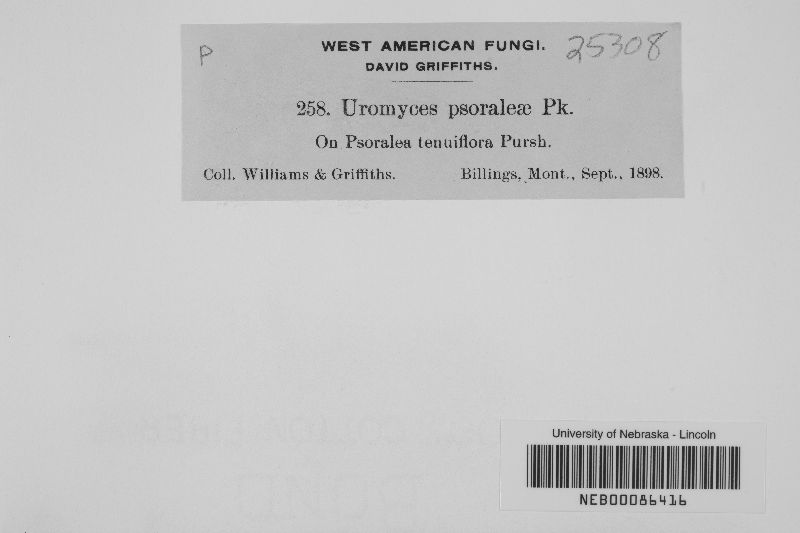 P
WEST AMERICAN FUNGI.
25308
DAVID GRIFFITHS.
258. Uromyces psoraleæ Pk.
On Psoralea tenuiflora Pursh.
Coll. Williams & Griffiths. Billings, Mont., Sept., 1898.
University of Nebraska - Lincoln
NEB00086416